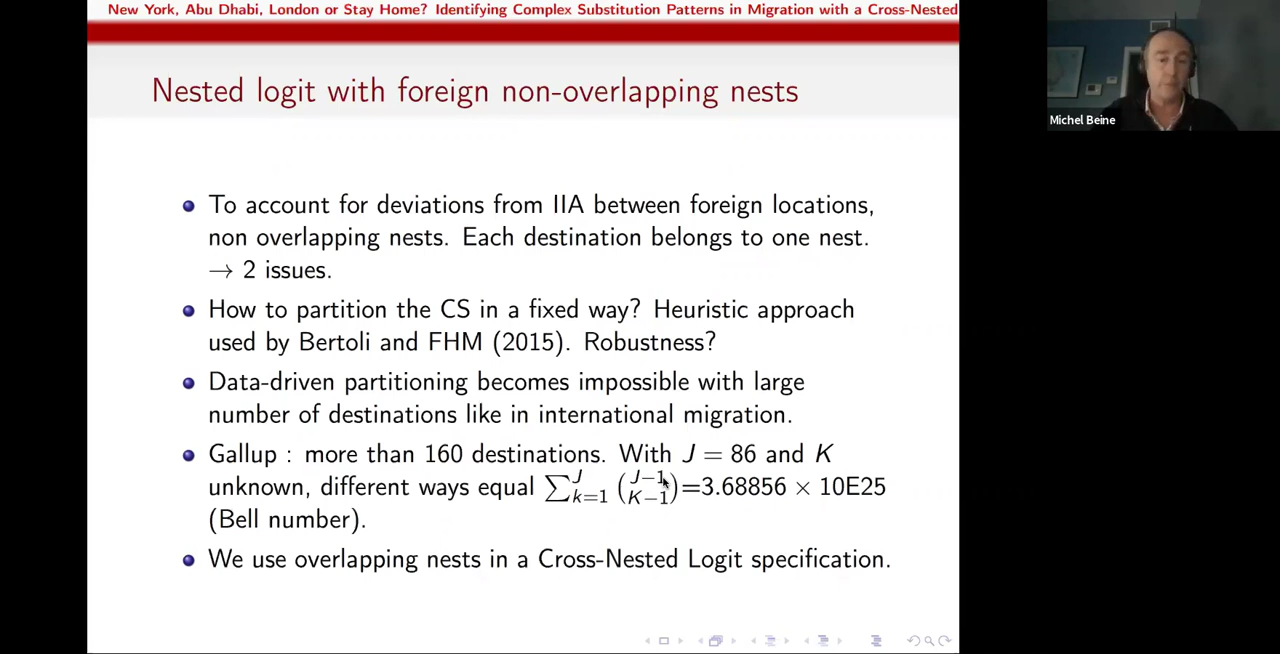 New York, Abu Dhabi, London or Stay Home? Identifying Complex Substitution Patterns in Migration with a Cross-Nested
Michel Beine
Nested logit with foreign non-overlapping nests
To account for deviations from IIA between foreign locations,
non overlapping nests. Each destination belongs to one nest.
→ 2 issues.
How to partition the CS in a fixed way? Heuristic approach
used by Bertoli and FHM (2015). Robustness?
Data-driven partitioning becomes impossible with large
number of destinations like in international migration.
Gallup : more than 160 destinations. With J = 86 and K
unknown, different ways equal ∑_{k=1}^{J} \binom{J−1}{K−1}=3.68856 × 10E25
(Bell number).
We use overlapping nests in a Cross-Nested Logit specification.